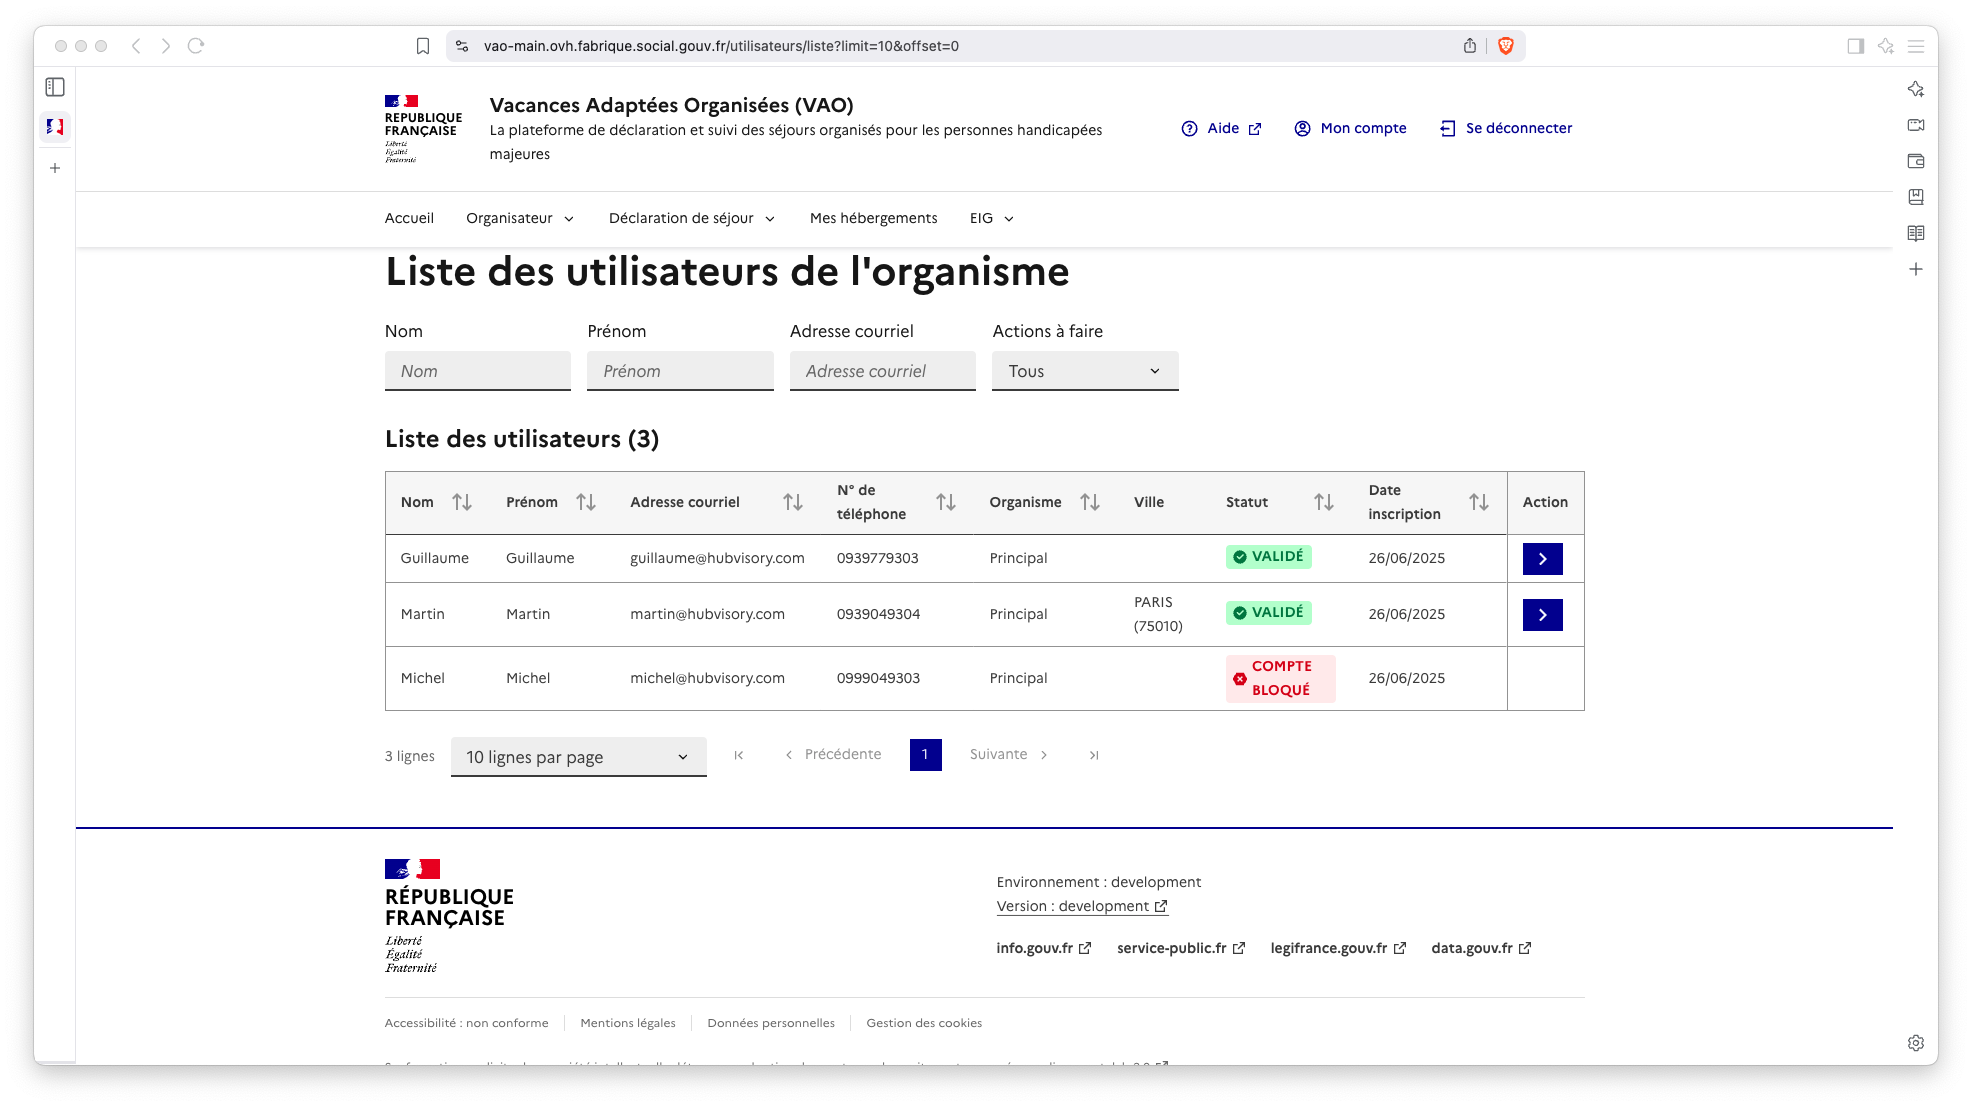 vao-main.ovh.fabrique.social.gouv.fr/utilisateurs/liste?limit=10&offset=0
RÉPUBLIQUE
FRANÇAISE
Liberté
Égalité
Fraternité
Vacances Adaptées Organisées (VAO)
La plateforme de déclaration et suivi des séjours organisés pour les personnes handicapées
majeures
Aide
Mon compte
Se déconnecter
Accueil
Organisateur
Déclaration de séjour
Mes hébergements
EIG
Liste des utilisateurs de l'organisme
Nom
Prénom
Adresse courriel
Actions à faire
Nom
Prénom
Adresse courriel
Tous
Liste des utilisateurs (3)
Nom Prénom Adresse courriel N° de téléphone Organisme Ville Statut Date inscription Action
Guillaume Guillaume guillaume@hubvisory.com 0939779303 Principal VALIDÉ 26/06/2025
Martin Martin martin@hubvisory.com 0939049304 Principal PARIS (75010) VALIDÉ 26/06/2025
Michel Michel michel@hubvisory.com 0999049303 Principal COMPTE BLOQUÉ 26/06/2025
3 lignes
10 lignes par page
Précédente
1
Suivante
RÉPUBLIQUE
FRANÇAISE
Liberté
Égalité
Fraternité
Environnement : development
Version : development
info.gouv.fr
service-public.fr
legifrance.gouv.fr
data.gouv.fr
Accessibilité : non conforme
Mentions légales
Données personnelles
Gestion des cookies